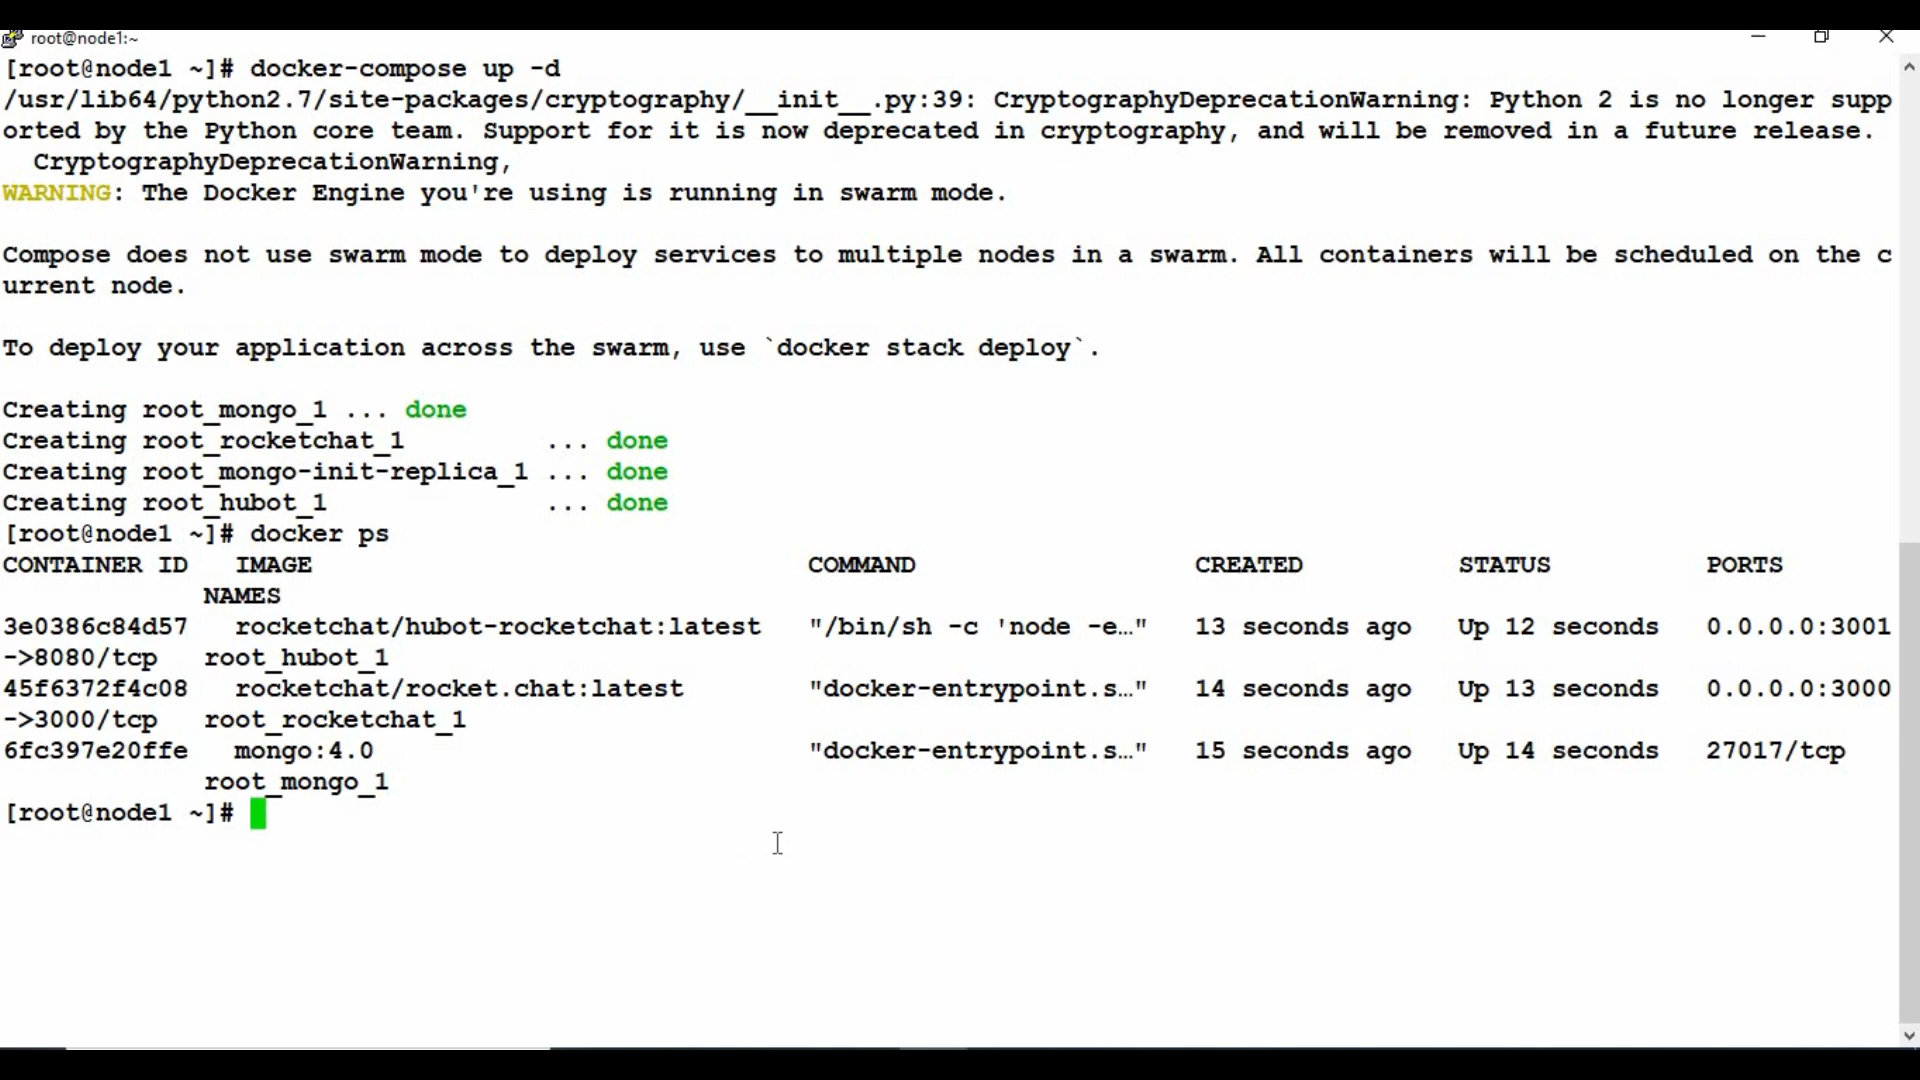 root@node1:~
[root@node1 ~]# docker-compose up -d
/usr/lib64/python2.7/site-packages/cryptography/__init__.py:39: CryptographyDeprecationWarning: Python 2 is no longer supp
orted by the Python core team. Support for it is now deprecated in cryptography, and will be removed in a future release.
  CryptographyDeprecationWarning,
WARNING: The Docker Engine you're using is running in swarm mode.
Compose does not use swarm mode to deploy services to multiple nodes in a swarm. All containers will be scheduled on the c
urrent node.
To deploy your application across the swarm, use `docker stack deploy`.
Creating root_mongo_1 ... done
Creating root_rocketchat_1         ... done
Creating root_mongo-init-replica_1 ... done
Creating root_hubot_1              ... done
[root@node1 ~]# docker ps
CONTAINER ID   IMAGE                                COMMAND                  CREATED          STATUS          PORTS
             NAMES
3e0386c84d57   rocketchat/hubot-rocketchat:latest   "/bin/sh -c 'node -e…"   13 seconds ago   Up 12 seconds   0.0.0.0:3001
->8080/tcp   root_hubot_1
45f6372f4c08   rocketchat/rocket.chat:latest        "docker-entrypoint.s…"   14 seconds ago   Up 13 seconds   0.0.0.0:3000
->3000/tcp   root_rocketchat_1
6fc397e20ffe   mongo:4.0                            "docker-entrypoint.s…"   15 seconds ago   Up 14 seconds   27017/tcp
             root_mongo_1
[root@node1 ~]#